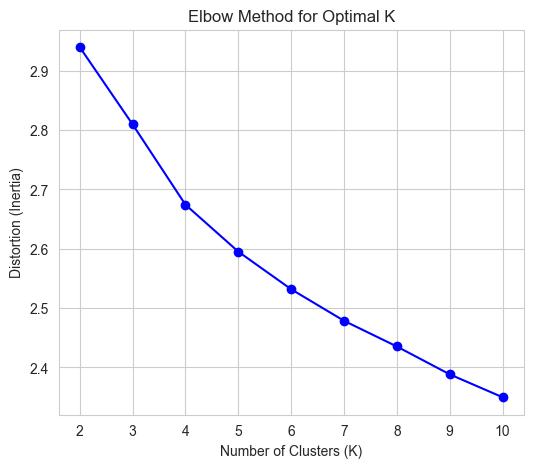 Elbow Method for Optimal K
2.9
2.8
2.7
2.6
2.5
2.4
Distortion (Inertia)
2 3 4 5 6 7 8 9 10
Number of Clusters (K)